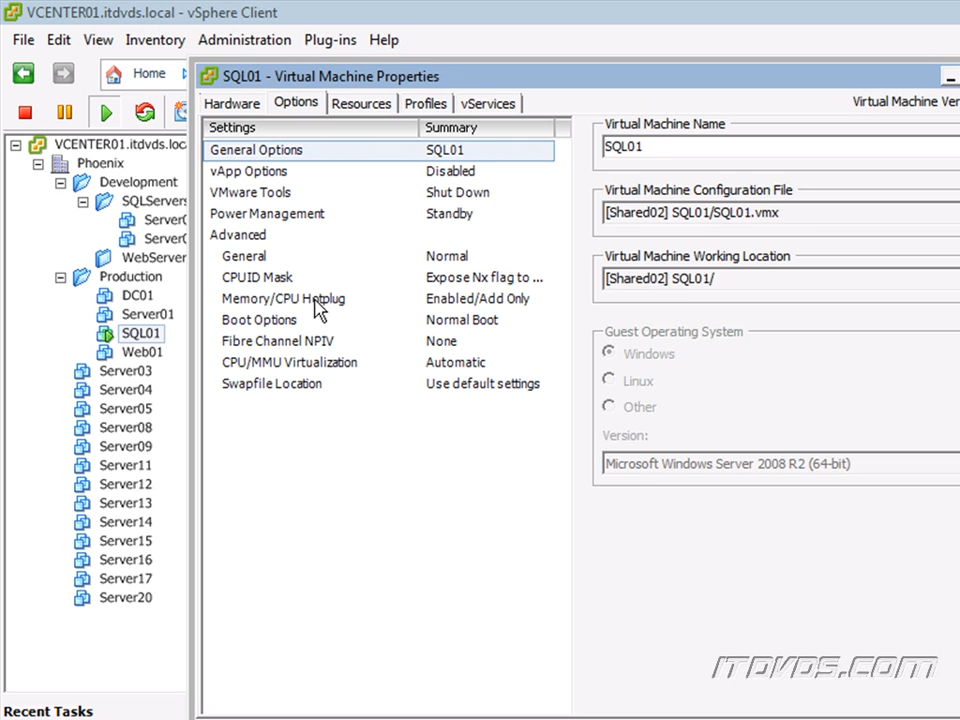 VCENTER01.itdvds.local - vSphere Client
File Edit View Inventory Administration Plug-ins Help
Home
SQL01 - Virtual Machine Properties
Hardware Options Resources Profiles vServices
Virtual Machine Ver
Settings Summary
General Options SQL01
vApp Options Disabled
VMware Tools Shut Down
Power Management Standby
Advanced
General Normal
CPUID Mask Expose Nx flag to ...
Memory/CPU Hotplug Enabled/Add Only
Boot Options Normal Boot
Fibre Channel NPIV None
CPU/MMU Virtualization Automatic
Swapfile Location Use default settings
Virtual Machine Name
SQL01
Virtual Machine Configuration File
[Shared02] SQL01/SQL01.vmx
Virtual Machine Working Location
[Shared02] SQL01/
Guest Operating System
Windows
Linux
Other
Version:
Microsoft Windows Server 2008 R2 (64-bit)
VCENTER01.itdvds.loc
Phoenix
Development
SQLServers
Server
Server
WebServer
Production
DC01
Server01
SQL01
Web01
Server03
Server04
Server05
Server08
Server09
Server11
Server12
Server13
Server14
Server15
Server16
Server17
Server20
Recent Tasks
ITDVDS.COM